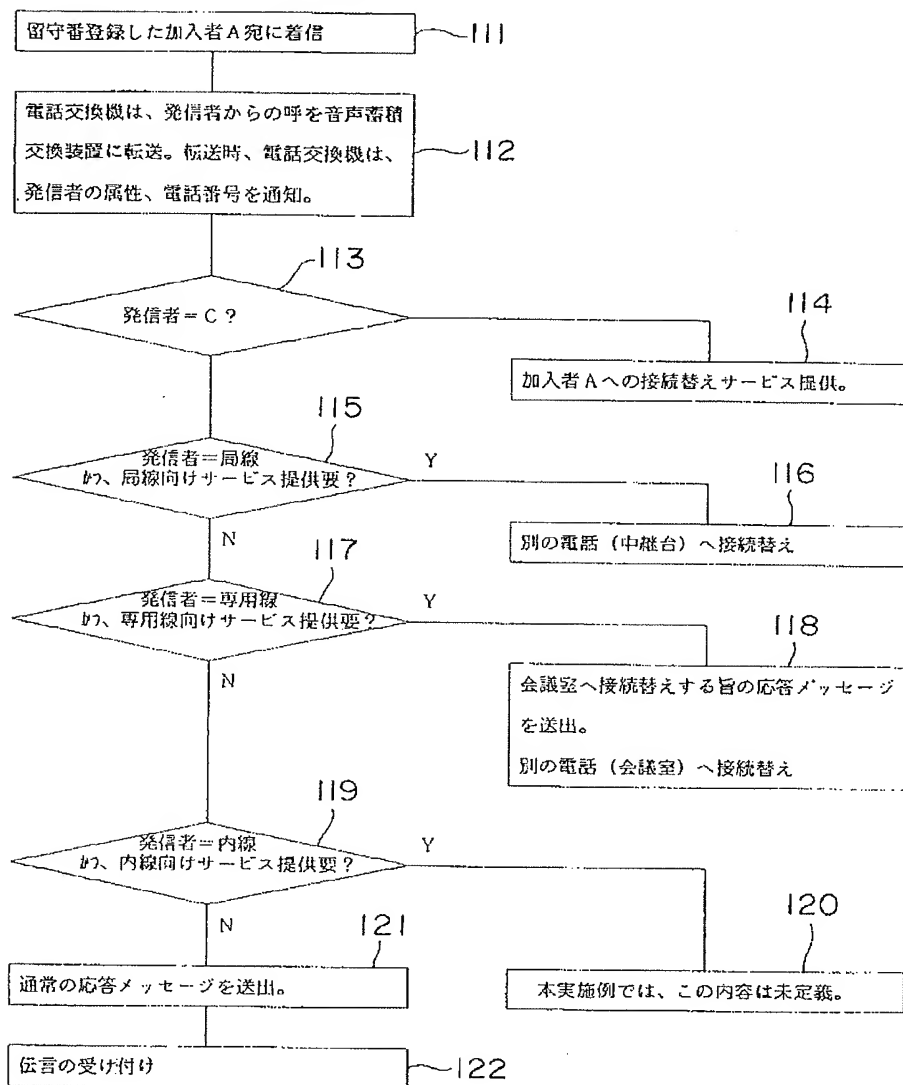 留守番登録した加入者A宛に着信
111
電話交換機は、発信者からの呼を音声蓄積
交換装置に転送。転送時、電話交換機は、
発信者の属性、電話番号を通知。
112
113
発信者=C?
114
加入者Aへの接続替えサービス提供。
115
発信者=局線
かつ、局線向けサービス提供要?
Y
116
別の電話(中継台)へ接続替え
N
117
発信者=専用線
かつ、専用線向けサービス提供要?
Y
118
会議室へ接続替えする旨の応答メッセージ
を送出。
別の電話(会議室)へ接続替え
N
119
発信者=内線
かつ、内線向けサービス提供要?
Y
120
本実施例では、この内容は未定義。
N
121
通常の応答メッセージを送出。
伝言の受け付け
122